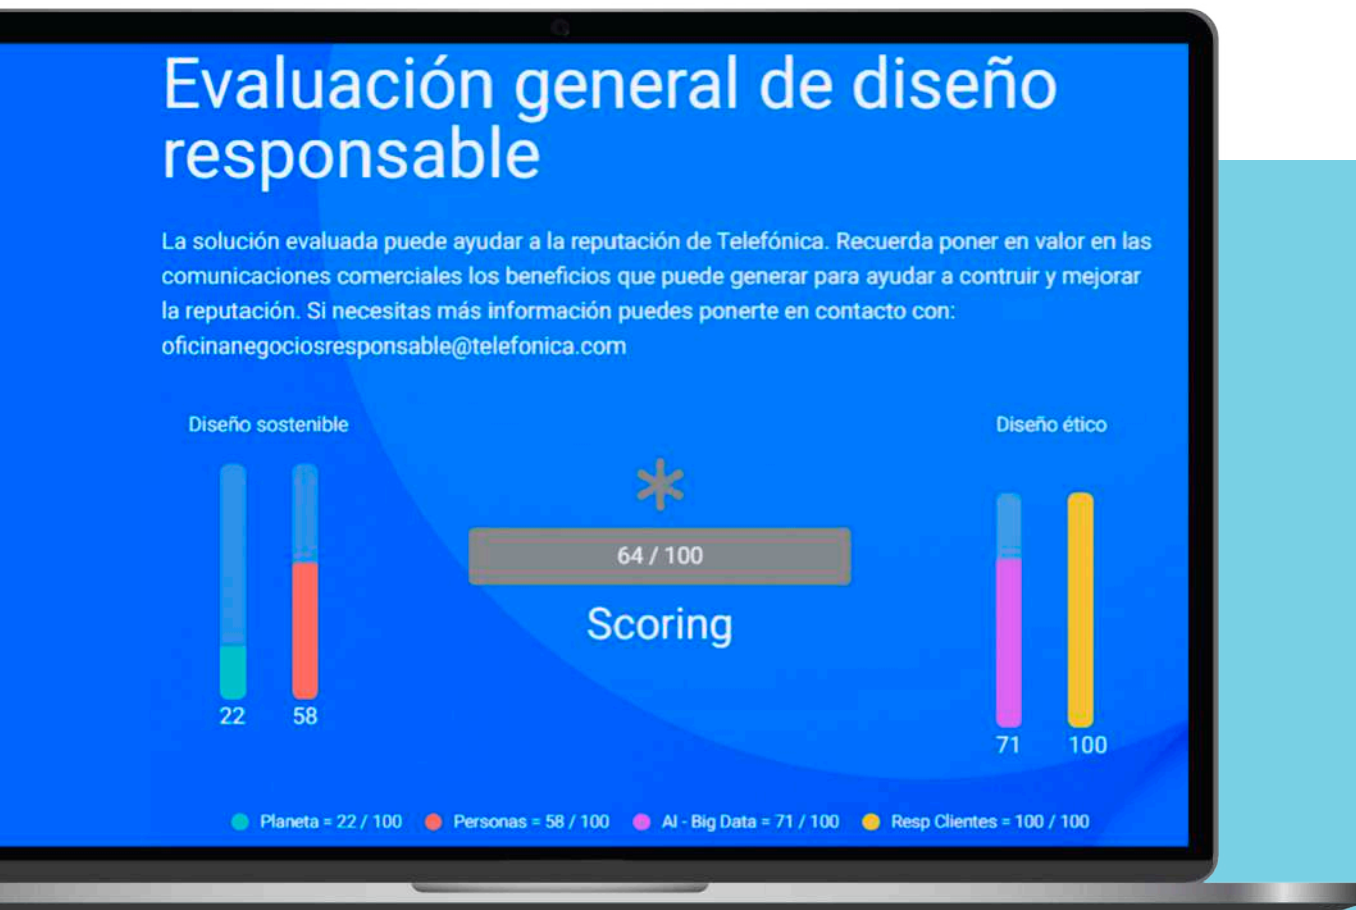 Evaluación general de diseño
responsable
La solución evaluada puede ayudar a la reputación de Telefónica. Recuerda poner en valor en las
comunicaciones comerciales los beneficios que puede generar para ayudar a contruir y mejorar
la reputación. Si necesitas más información puedes ponerte en contacto con:
oficinanegociosresponsable@telefonica.com
Diseño sostenible
Diseño ético
64 / 100
Scoring
22 58
71 100
Planeta = 22 / 100 Personas = 58 / 100 AI - Big Data = 71 / 100 Resp Clientes = 100 / 100